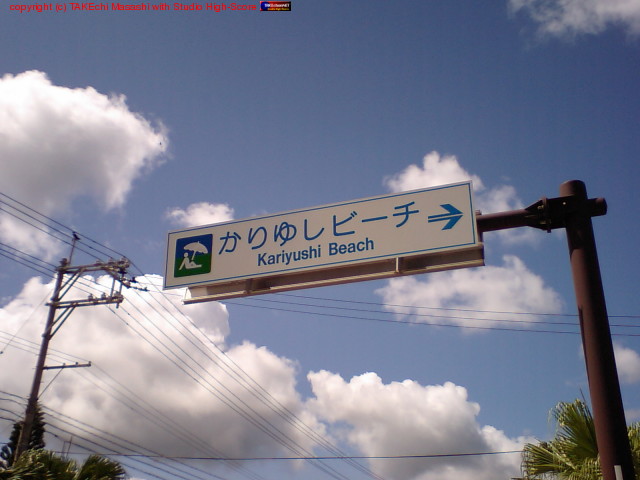 copyright (c) TAKEchi Masashi with Studio High-Score
かりゆしビーチ
Kariyushi Beach